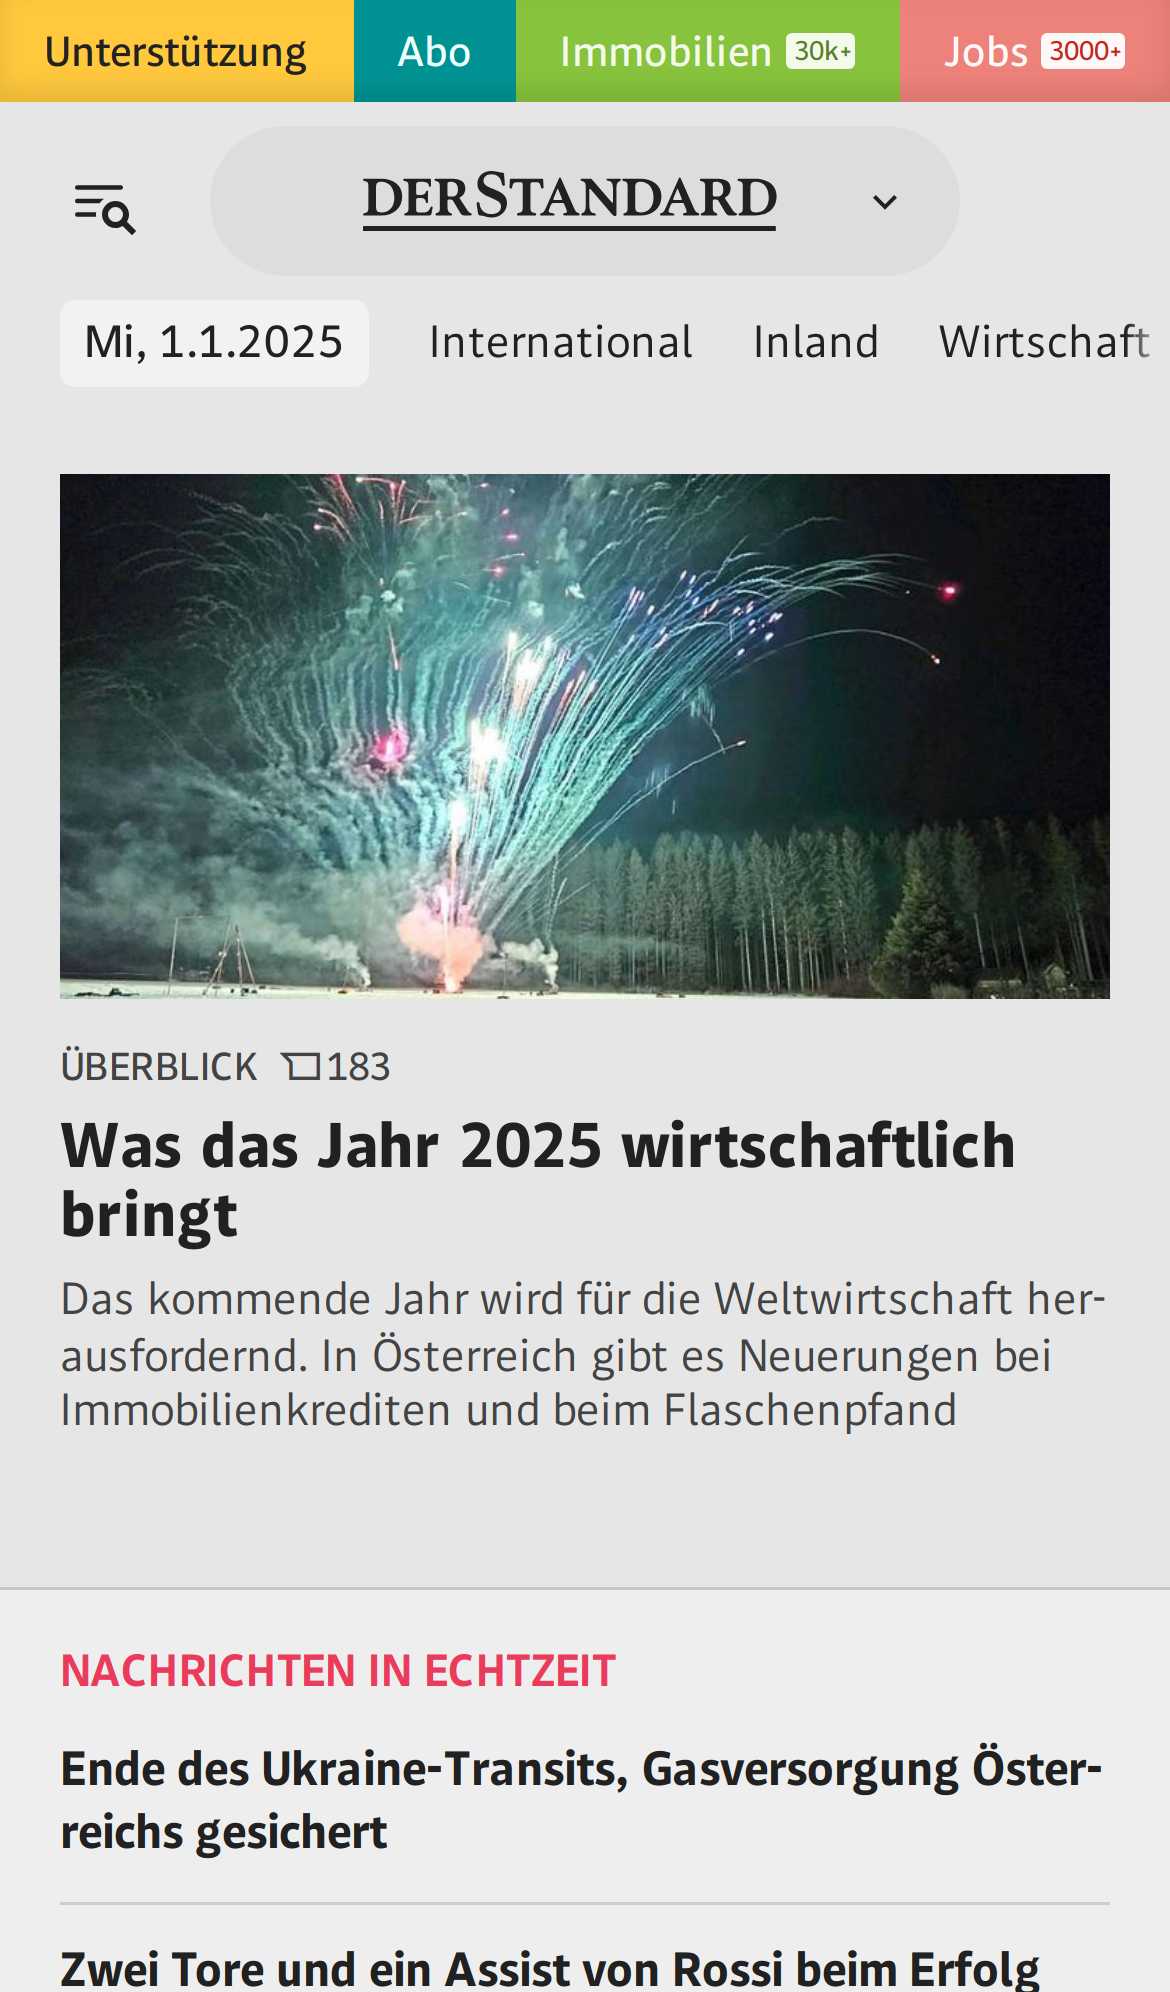 Unterstützung Abo Immobilien 30k+ Jobs 3000+
DERSTANDARD
Mi, 1.1.2025 International Inland Wirtschaft
ÜBERBLICK 183
Was das Jahr 2025 wirtschaftlich
bringt
Das kommende Jahr wird für die Weltwirtschaft her-
ausfordernd. In Österreich gibt es Neuerungen bei
Immobilienkrediten und beim Flaschenpfand
NACHRICHTEN IN ECHTZEIT
Ende des Ukraine-Transits, Gasversorgung Öster-
reichs gesichert
Zwei Tore und ein Assist von Rossi beim Erfolg